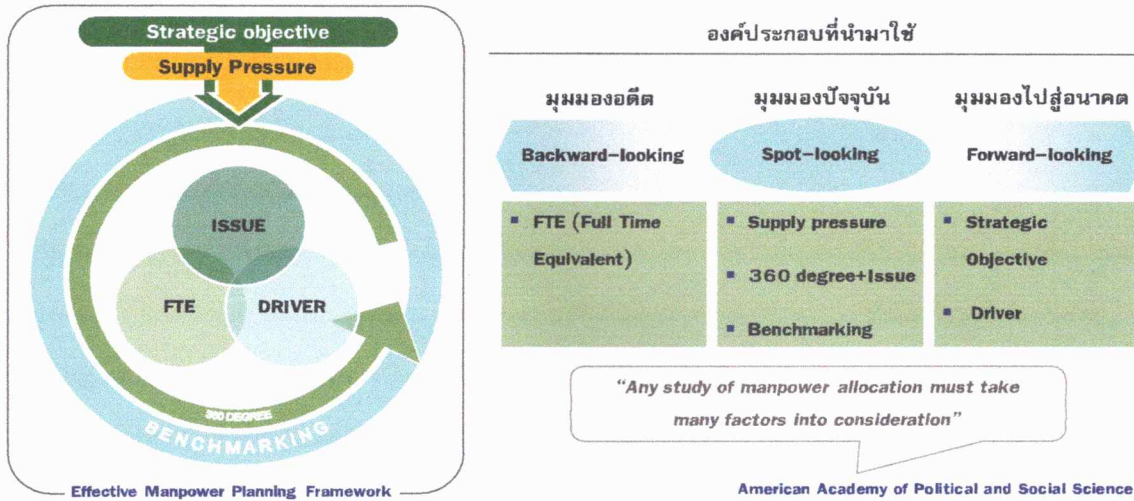 Strategic objective
Supply Pressure
ISSUE
FTE
DRIVER
360 DEGREE
BENCHMARKING
Effective Manpower Planning Framework
องค์ประกอบที่นำมาใช้
มุมมองอดีต
มุมมองปัจจุบัน
มุมมองไปสู่อนาคต
Backward-looking
Spot-looking
Forward-looking
▪ FTE (Full Time
Equivalent)
▪ Supply pressure
▪ 360 degree+Issue
▪ Benchmarking
▪ Strategic
Objective
▪ Driver
“Any study of manpower allocation must take
many factors into consideration”
American Academy of Political and Social Science